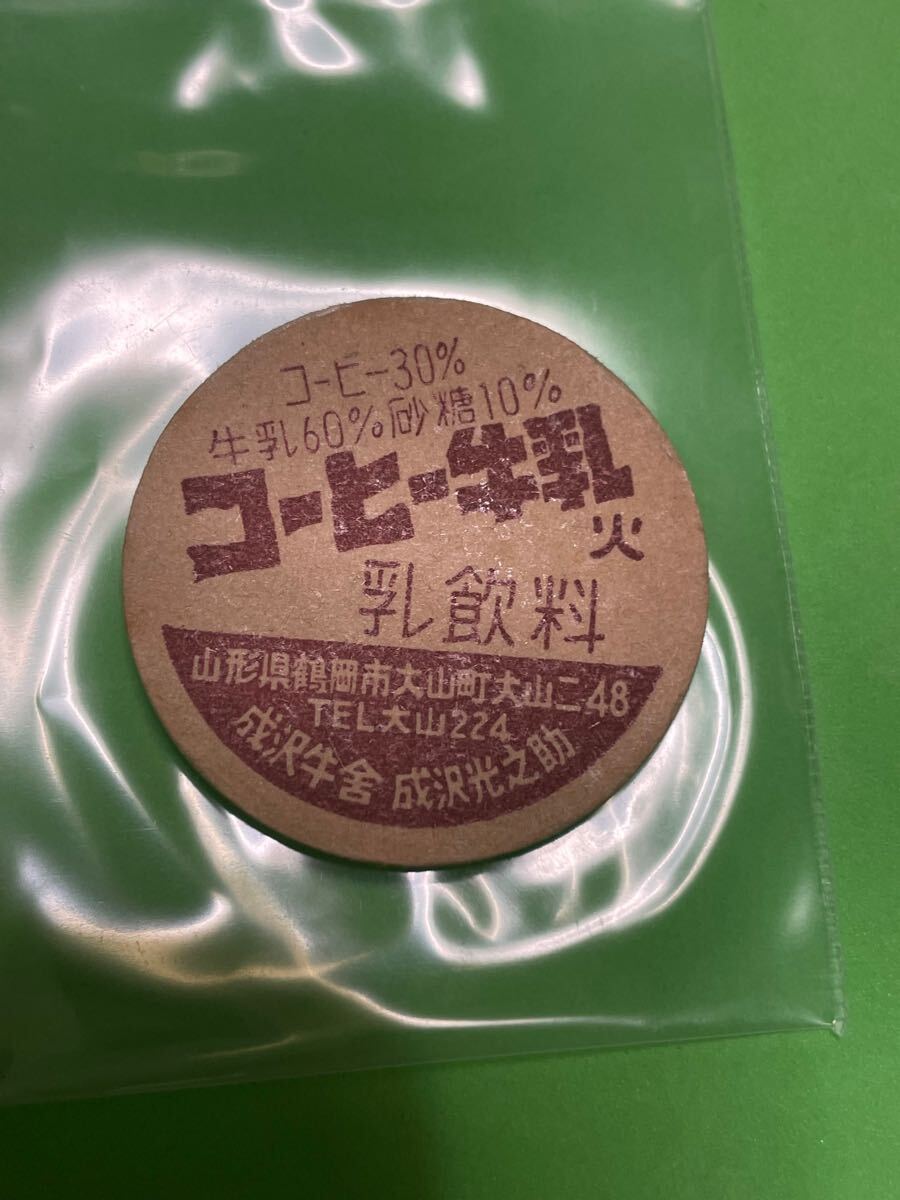 コーヒー30%
牛乳60%砂糖10%
コーヒー牛乳
火
乳飲料
山形県鶴岡市大山町大山二48
TEL大山224
成沢牛舎 成沢光之助